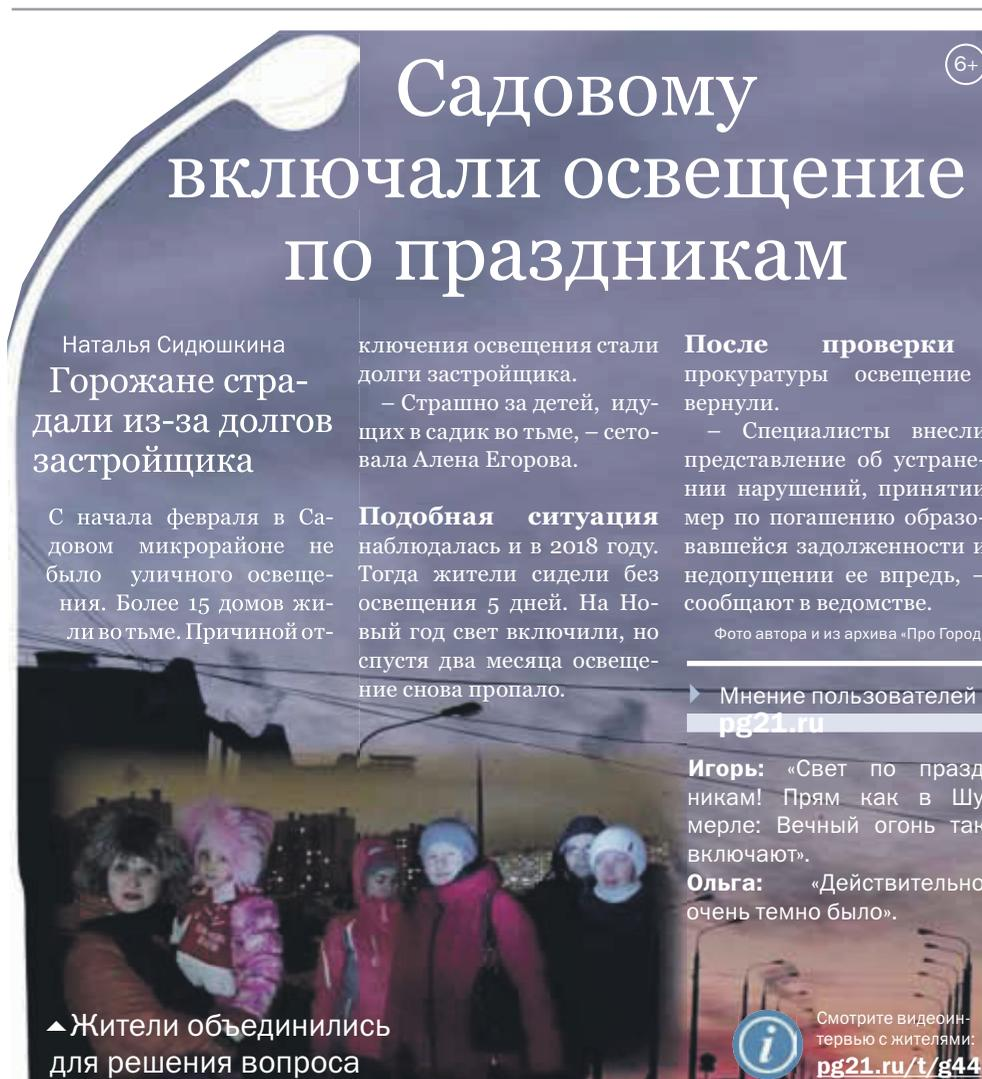 6+
Садовому
включали освещение
по праздникам
Наталья Сидюшкина
Горожане стра-
дали из-за долгов
застройщика
С начала февраля в Са-
довом микрорайоне не
было уличного освеще-
ния. Более 15 домов жи-
ли во тьме. Причиной от-
ключения освещения стали
долги застройщика.
– Страшно за детей, иду-
щих в садик во тьме, – сето-
вала Алена Егорова.
Подобная ситуация
наблюдалась и в 2018 году.
Тогда жители сидели без
освещения 5 дней. На Но-
вый год свет включили, но
спустя два месяца освеще-
ние снова пропало.
После проверки
прокуратуры освещение
вернули.
– Специалисты внесли
представление об устране-
нии нарушений, принятии
мер по погашению образо-
вавшейся задолженности и
недопущении ее впредь, –
сообщают в ведомстве.
Фото автора и из архива «Про Город
Мнение пользователей
pg21.ru
Игорь: «Свет по празд
никам! Прям как в Шу
мерле: Вечный огонь так
включают».
Ольга: «Действительно
очень темно было».
Жители объединились
для решения вопроса
Смотрите видеоин-
тервью с жителями:
pg21.ru/t/g44